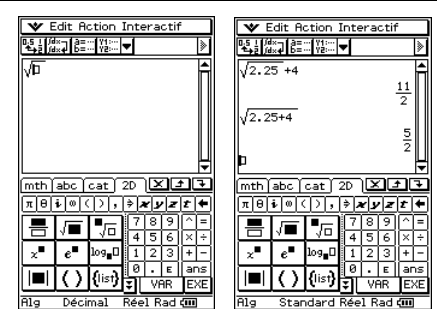 Edit Action Interactif
√□
mth abc cat 2D
π θ i ∞ ( ) , ⇒ x y z t ←
√■ ■√□ 7 8 9 ^ =
4 5 6 × ÷
x■ e■ log■□ 1 2 3 + −
0 . E ans
|■| ( ) {list} VAR EXE
Alg Décimal Réel Rad
Edit Action Interactif
√2.25 +4
11/2
√2.25+4
5/2
mth abc cat 2D
π θ i ∞ ( ) , ⇒ x y z t ←
√■ ■√□ 7 8 9 ^ =
4 5 6 × ÷
x■ e■ log■□ 1 2 3 + −
0 . E ans
|■| ( ) {list} VAR EXE
Alg Standard Réel Rad